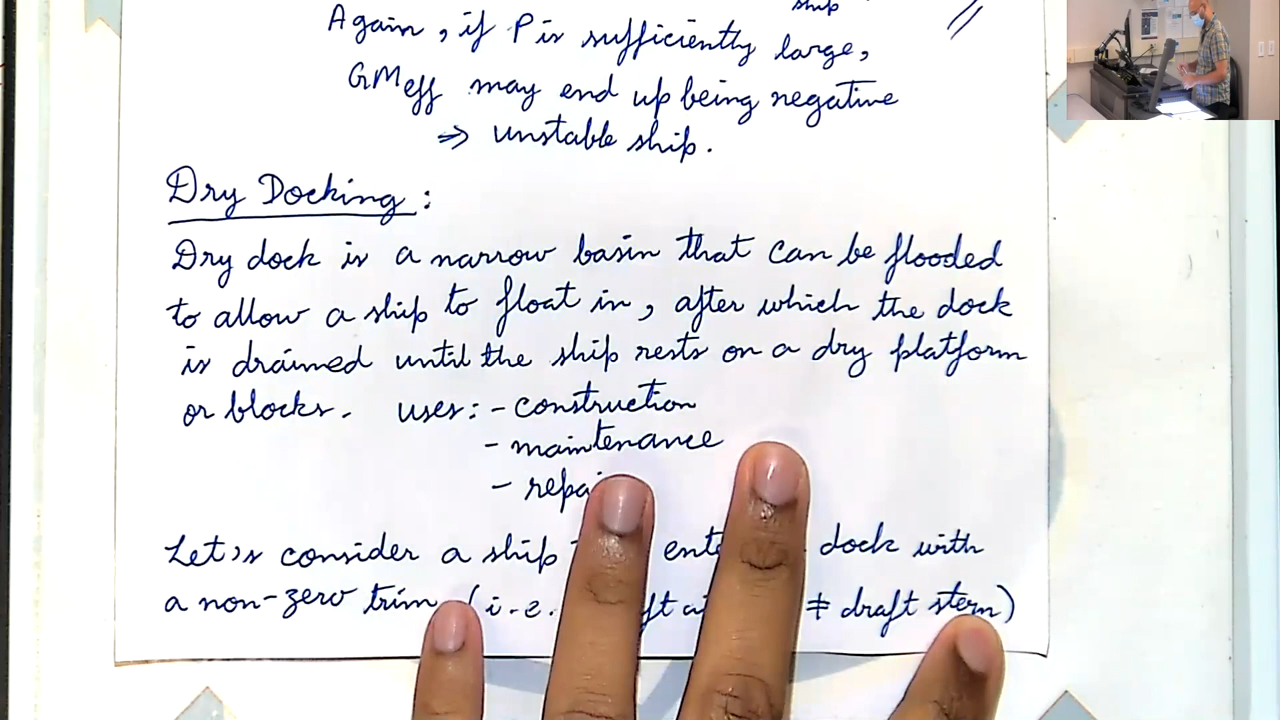 ship
Again, if P is sufficiently large,
GMeff may end up being negative
⇒ unstable ship.
Dry Docking:
Dry dock is a narrow basin that can be flooded
to allow a ship to float in, after which the dock
is drained until the ship rests on a dry platform
or blocks. uses: - construction
- maintenance
- repai
Let's consider a ship ent dock with
a non-zero trim (i.e. ≠ draft stern)